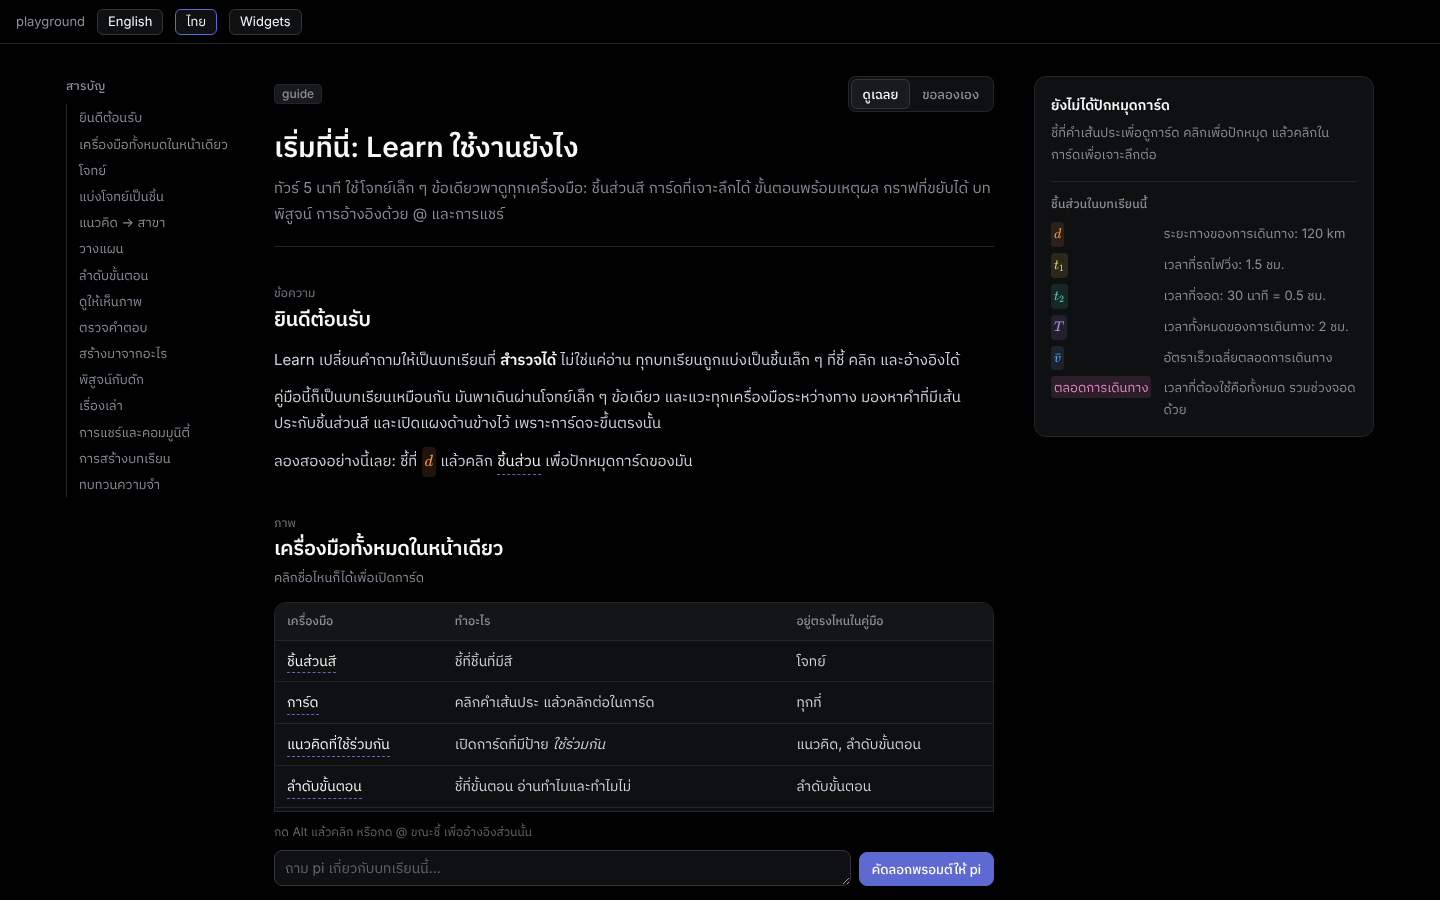 playground English ไทย Widgets
สารบัญ
ยินดีต้อนรับ
เครื่องมือทั้งหมดในหน้าเดียว
โจทย์
แบ่งโจทย์เป็นชิ้น
แนวคิด → สาขา
วางแผน
ลำดับขั้นตอน
ดูให้เห็นภาพ
ตรวจคำตอบ
สร้างมาจากอะไร
พิสูจน์กับดัก
เรื่องเล่า
การแชร์และคอมมูนิตี้
การสร้างบทเรียน
ทบทวนความจำ
guide
ดูเฉลย ขอลองเอง
เริ่มที่นี่: Learn ใช้งานยังไง
ทัวร์ 5 นาที ใช้โจทย์เล็ก ๆ ข้อเดียวพาดูทุกเครื่องมือ: ชิ้นส่วนสี การ์ดที่เจาะลึกได้ ขั้นตอนพร้อมเหตุผล กราฟที่ขยับได้ บท
พิสูจน์ การอ้างอิงด้วย @ และการแชร์
ข้อความ
ยินดีต้อนรับ
Learn เปลี่ยนคำถามให้เป็นบทเรียนที่ สำรวจได้ ไม่ใช่แค่อ่าน ทุกบทเรียนถูกแบ่งเป็นชิ้นเล็ก ๆ ที่ชี้ คลิก และอ้างอิงได้
คู่มือนี้ก็เป็นบทเรียนเหมือนกัน มันพาเดินผ่านโจทย์เล็ก ๆ ข้อเดียว และแวะทุกเครื่องมือระหว่างทาง มองหาคำที่มีเส้น
ประกับชิ้นส่วนสี และเปิดแผงด้านข้างไว้ เพราะการ์ดจะขึ้นตรงนั้น
ลองสองอย่างนี้เลย: ชี้ที่ d แล้วคลิก ชิ้นส่วน เพื่อปักหมุดการ์ดของมัน
ภาพ
เครื่องมือทั้งหมดในหน้าเดียว
คลิกชื่อไหนก็ได้เพื่อเปิดการ์ด
เครื่องมือ ทำอะไร อยู่ตรงไหนในคู่มือ
ชิ้นส่วนสี ชี้ที่ชิ้นที่มีสี โจทย์
การ์ด คลิกคำเส้นประ แล้วคลิกต่อในการ์ด ทุกที่
แนวคิดที่ใช้ร่วมกัน เปิดการ์ดที่มีป้าย ใช้ร่วมกัน แนวคิด, ลำดับขั้นตอน
ลำดับขั้นตอน ชี้ที่ขั้นตอน อ่านทำไมและทำไมไม่ ลำดับขั้นตอน
กด Alt แล้วคลิก หรือกด @ ขณะชี้ เพื่ออ้างอิงส่วนนั้น
ถาม pi เกี่ยวกับบทเรียนนี้... คัดลอกพรอมต์ให้ pi
ยังไม่ได้ปักหมุดการ์ด
ชี้ที่คำเส้นประเพื่อดูการ์ด คลิกเพื่อปักหมุด แล้วคลิกใน
การ์ดเพื่อเจาะลึกต่อ
ชิ้นส่วนในบทเรียนนี้
d ระยะทางของการเดินทาง: 120 km
t₁ เวลาที่รถไฟวิ่ง: 1.5 ชม.
t₂ เวลาที่จอด: 30 นาที = 0.5 ชม.
T เวลาทั้งหมดของการเดินทาง: 2 ชม.
v̄ อัตราเร็วเฉลี่ยตลอดการเดินทาง
ตลอดการเดินทาง เวลาที่ต้องใช้คือทั้งหมด รวมช่วงจอด
ด้วย